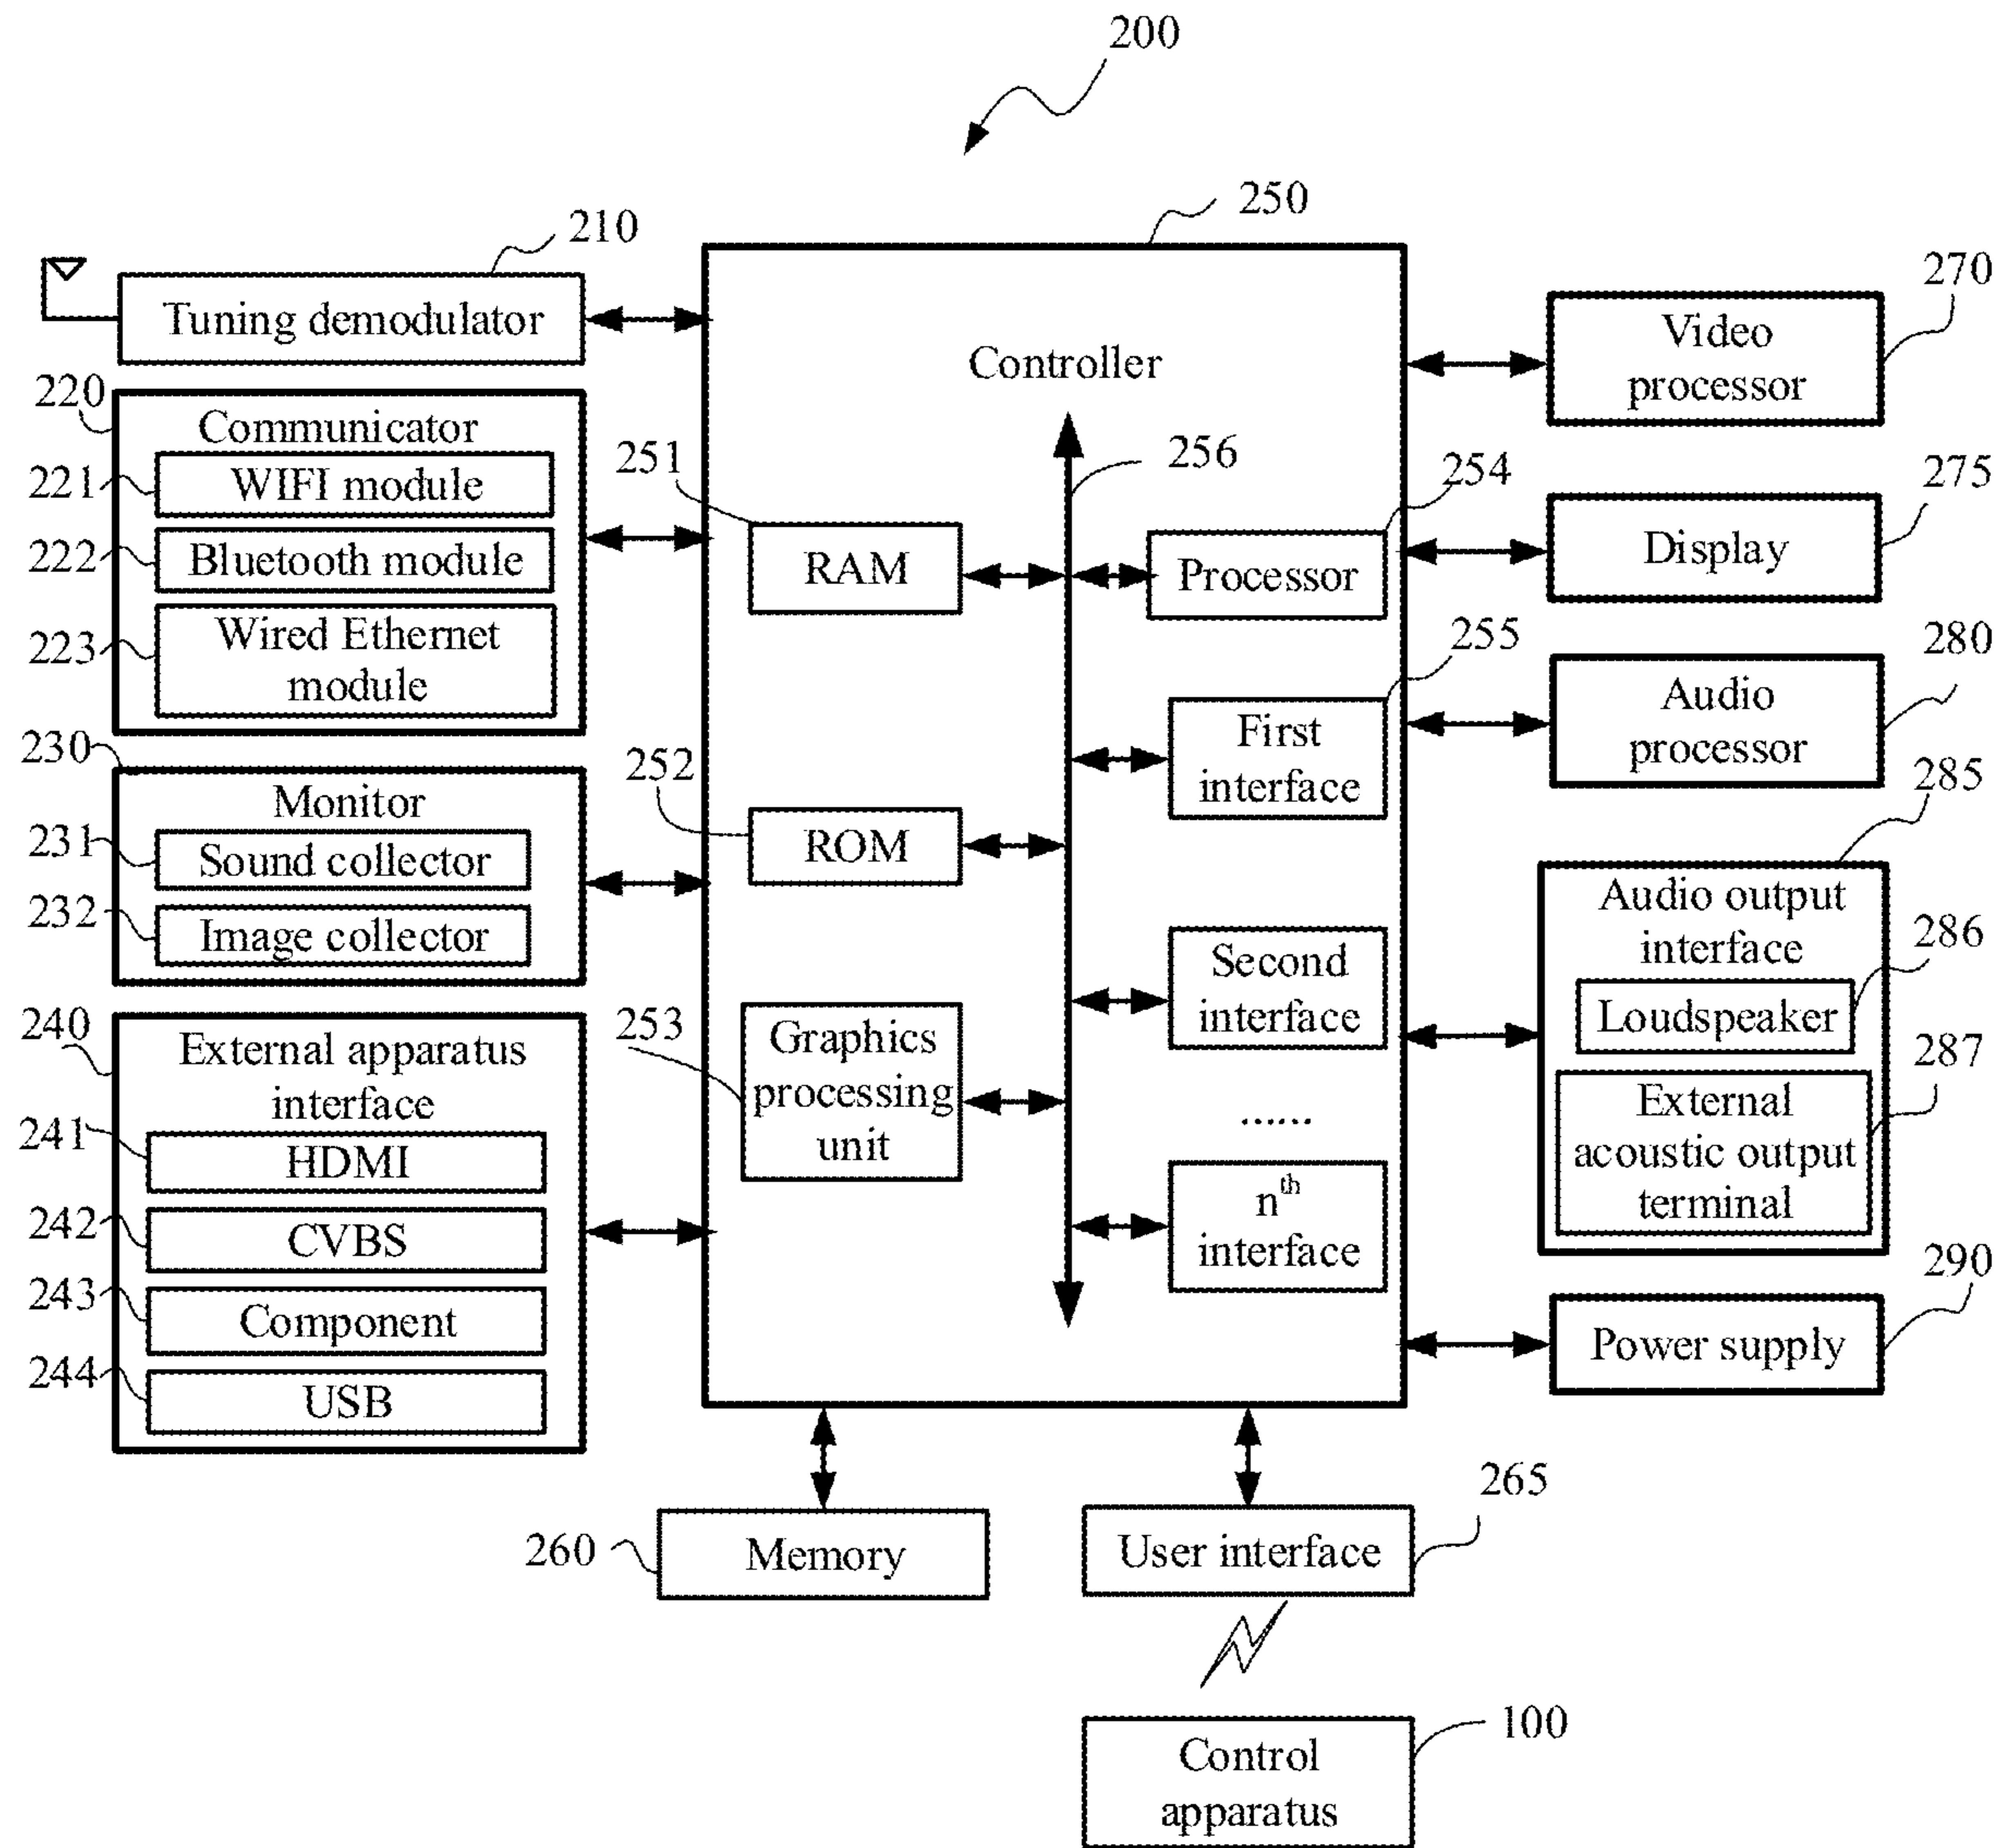 200
250
210
Tuning demodulator
220
Communicator
221
WIFI module
222
Bluetooth module
223
Wired Ethernet
module
230
Monitor
231
Sound collector
232
Image collector
240
External apparatus
interface
241
HDMI
242
CVBS
243
Component
244
USB
Controller
251
RAM
252
ROM
253
Graphics
processing
unit
256
254
Processor
255
First
interface
Second
interface
......
nth
interface
270
Video
processor
275
Display
280
Audio
processor
285
Audio output
interface
286
Loudspeaker
287
External
acoustic output
terminal
290
Power supply
260
Memory
265
User interface
100
Control
apparatus